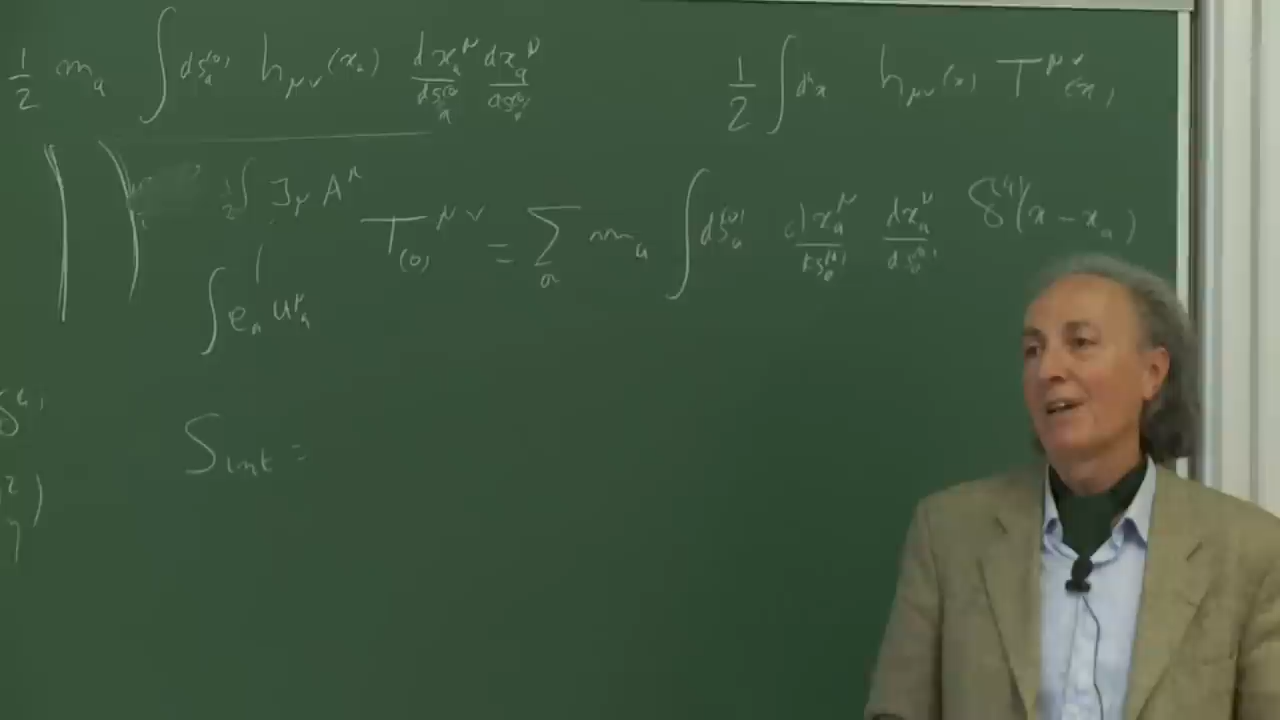 ½ m_a ∫ ds_a^(0) h_μν(x_a) dx_a^μ/ds_a^(0) dx_a^ν/ds_a^(0)
½ ∫ d⁴x h_μν(x) T^μν(x)
½ ∫ J_μ A^μ
T_(0)^μν = Σ_a m_a ∫ ds_a^(0) dx_a^μ/ds_a^(0) dx_a^ν/ds_a^(0) δ^(4)(x − x_a)
∫ e_a u_a^μ
S_int =